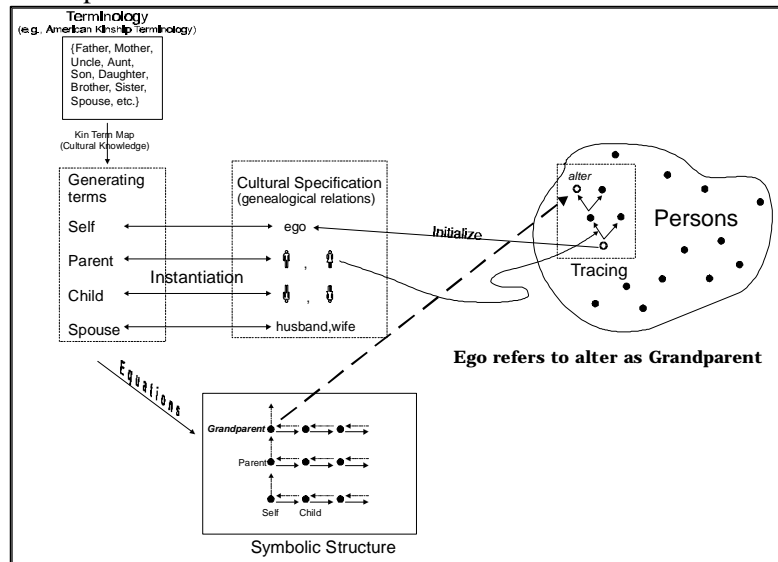 Terminology
(e.g., American Kinship Terminology)
{Father, Mother,
Uncle, Aunt,
Son, Daughter,
Brother, Sister,
Spouse, etc.}
Kin Term Map
(Cultural Knowledge)
Generating
terms
Self
Parent
Child
Spouse
Instantiation
Cultural Specification
(genealogical relations)
ego
,
,
husband,wife
Initialize
alter
Tracing
Persons
Ego refers to alter as Grandparent
Equations
Grandparent
Parent
Self Child
Symbolic Structure